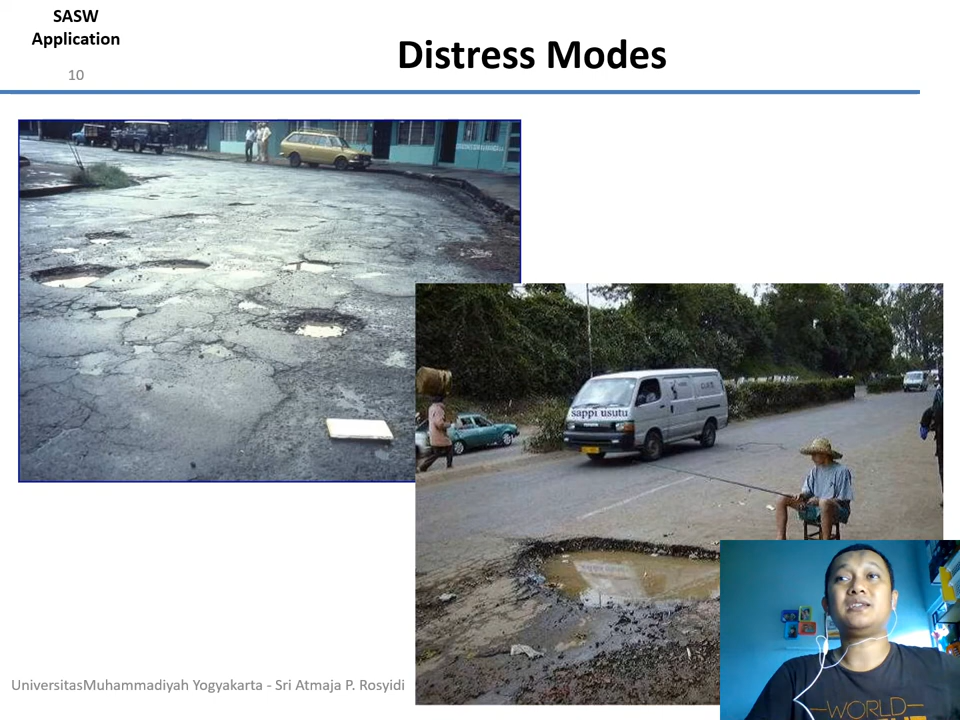 SASW
Application
10
Distress Modes
sappi usutu
UniversitasMuhammadiyah Yogyakarta - Sri Atmaja P. Rosyidi
WORLD